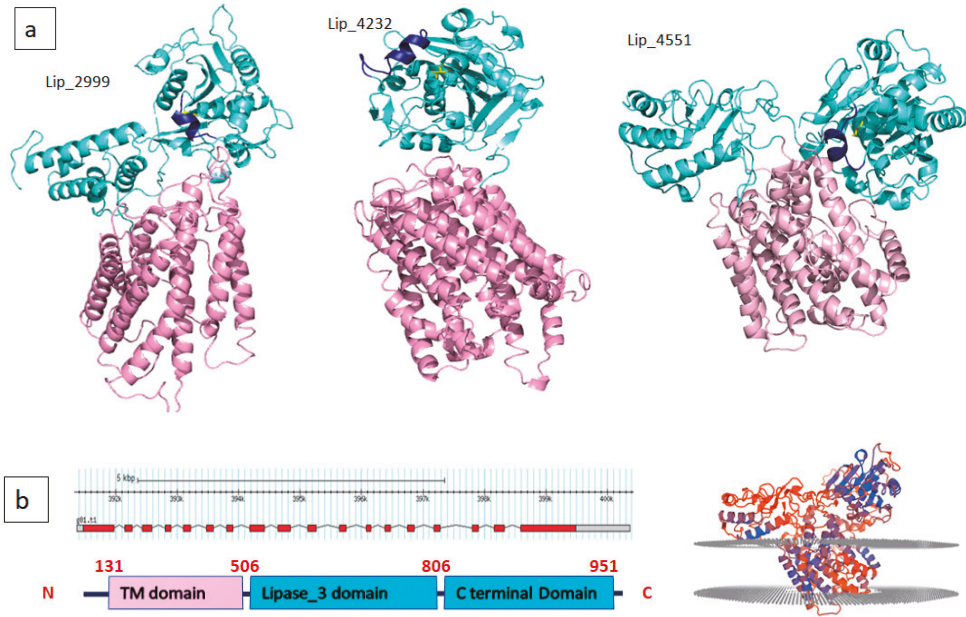 a
Lip_2999
Lip_4232
Lip_4551
b
5 kbp
392k 393k 394k 395k 396k 397k 398k 399k 400k
131 506 806 951
N TM domain Lipase_3 domain C terminal Domain C